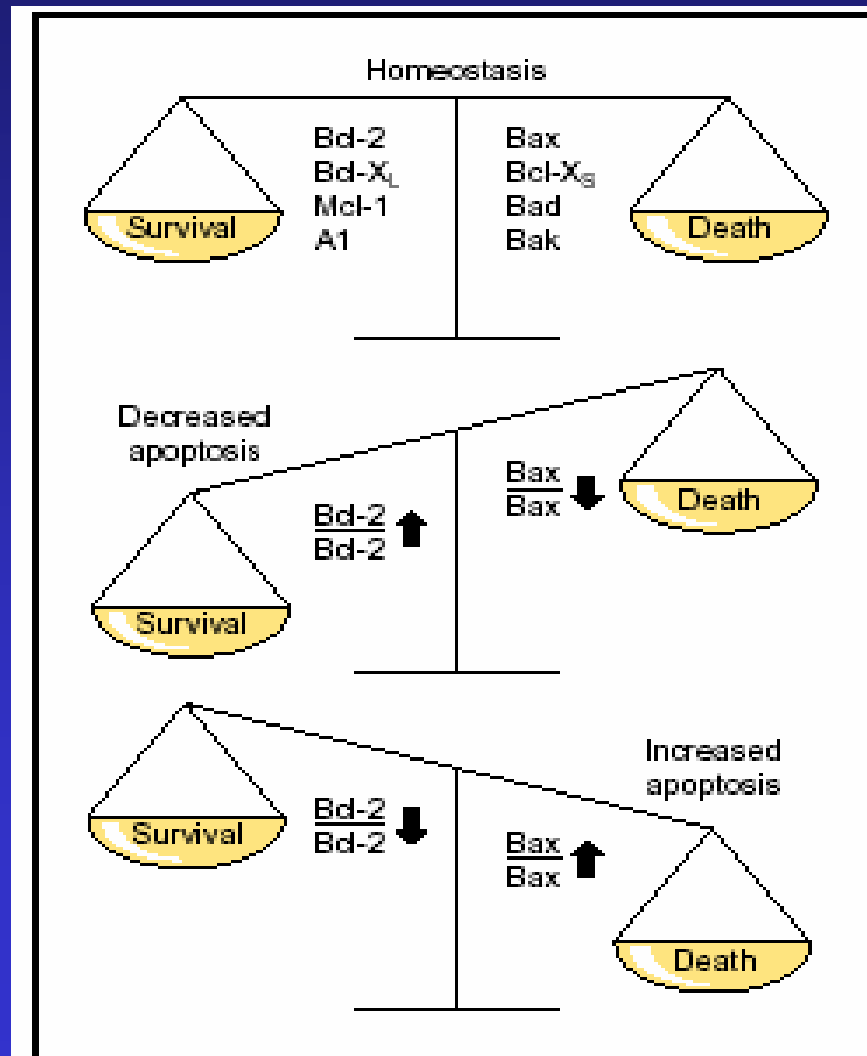 Homeostasis
Bcl-2
Bcl-XL
Mcl-1
A1
Bax
Bcl-XS
Bad
Bak
Survival
Death
Decreased
apoptosis
Bcl-2
Bcl-2
Bax
Bax
Death
Survival
Increased
apoptosis
Survival
Bcl-2
Bcl-2
Bax
Bax
Death